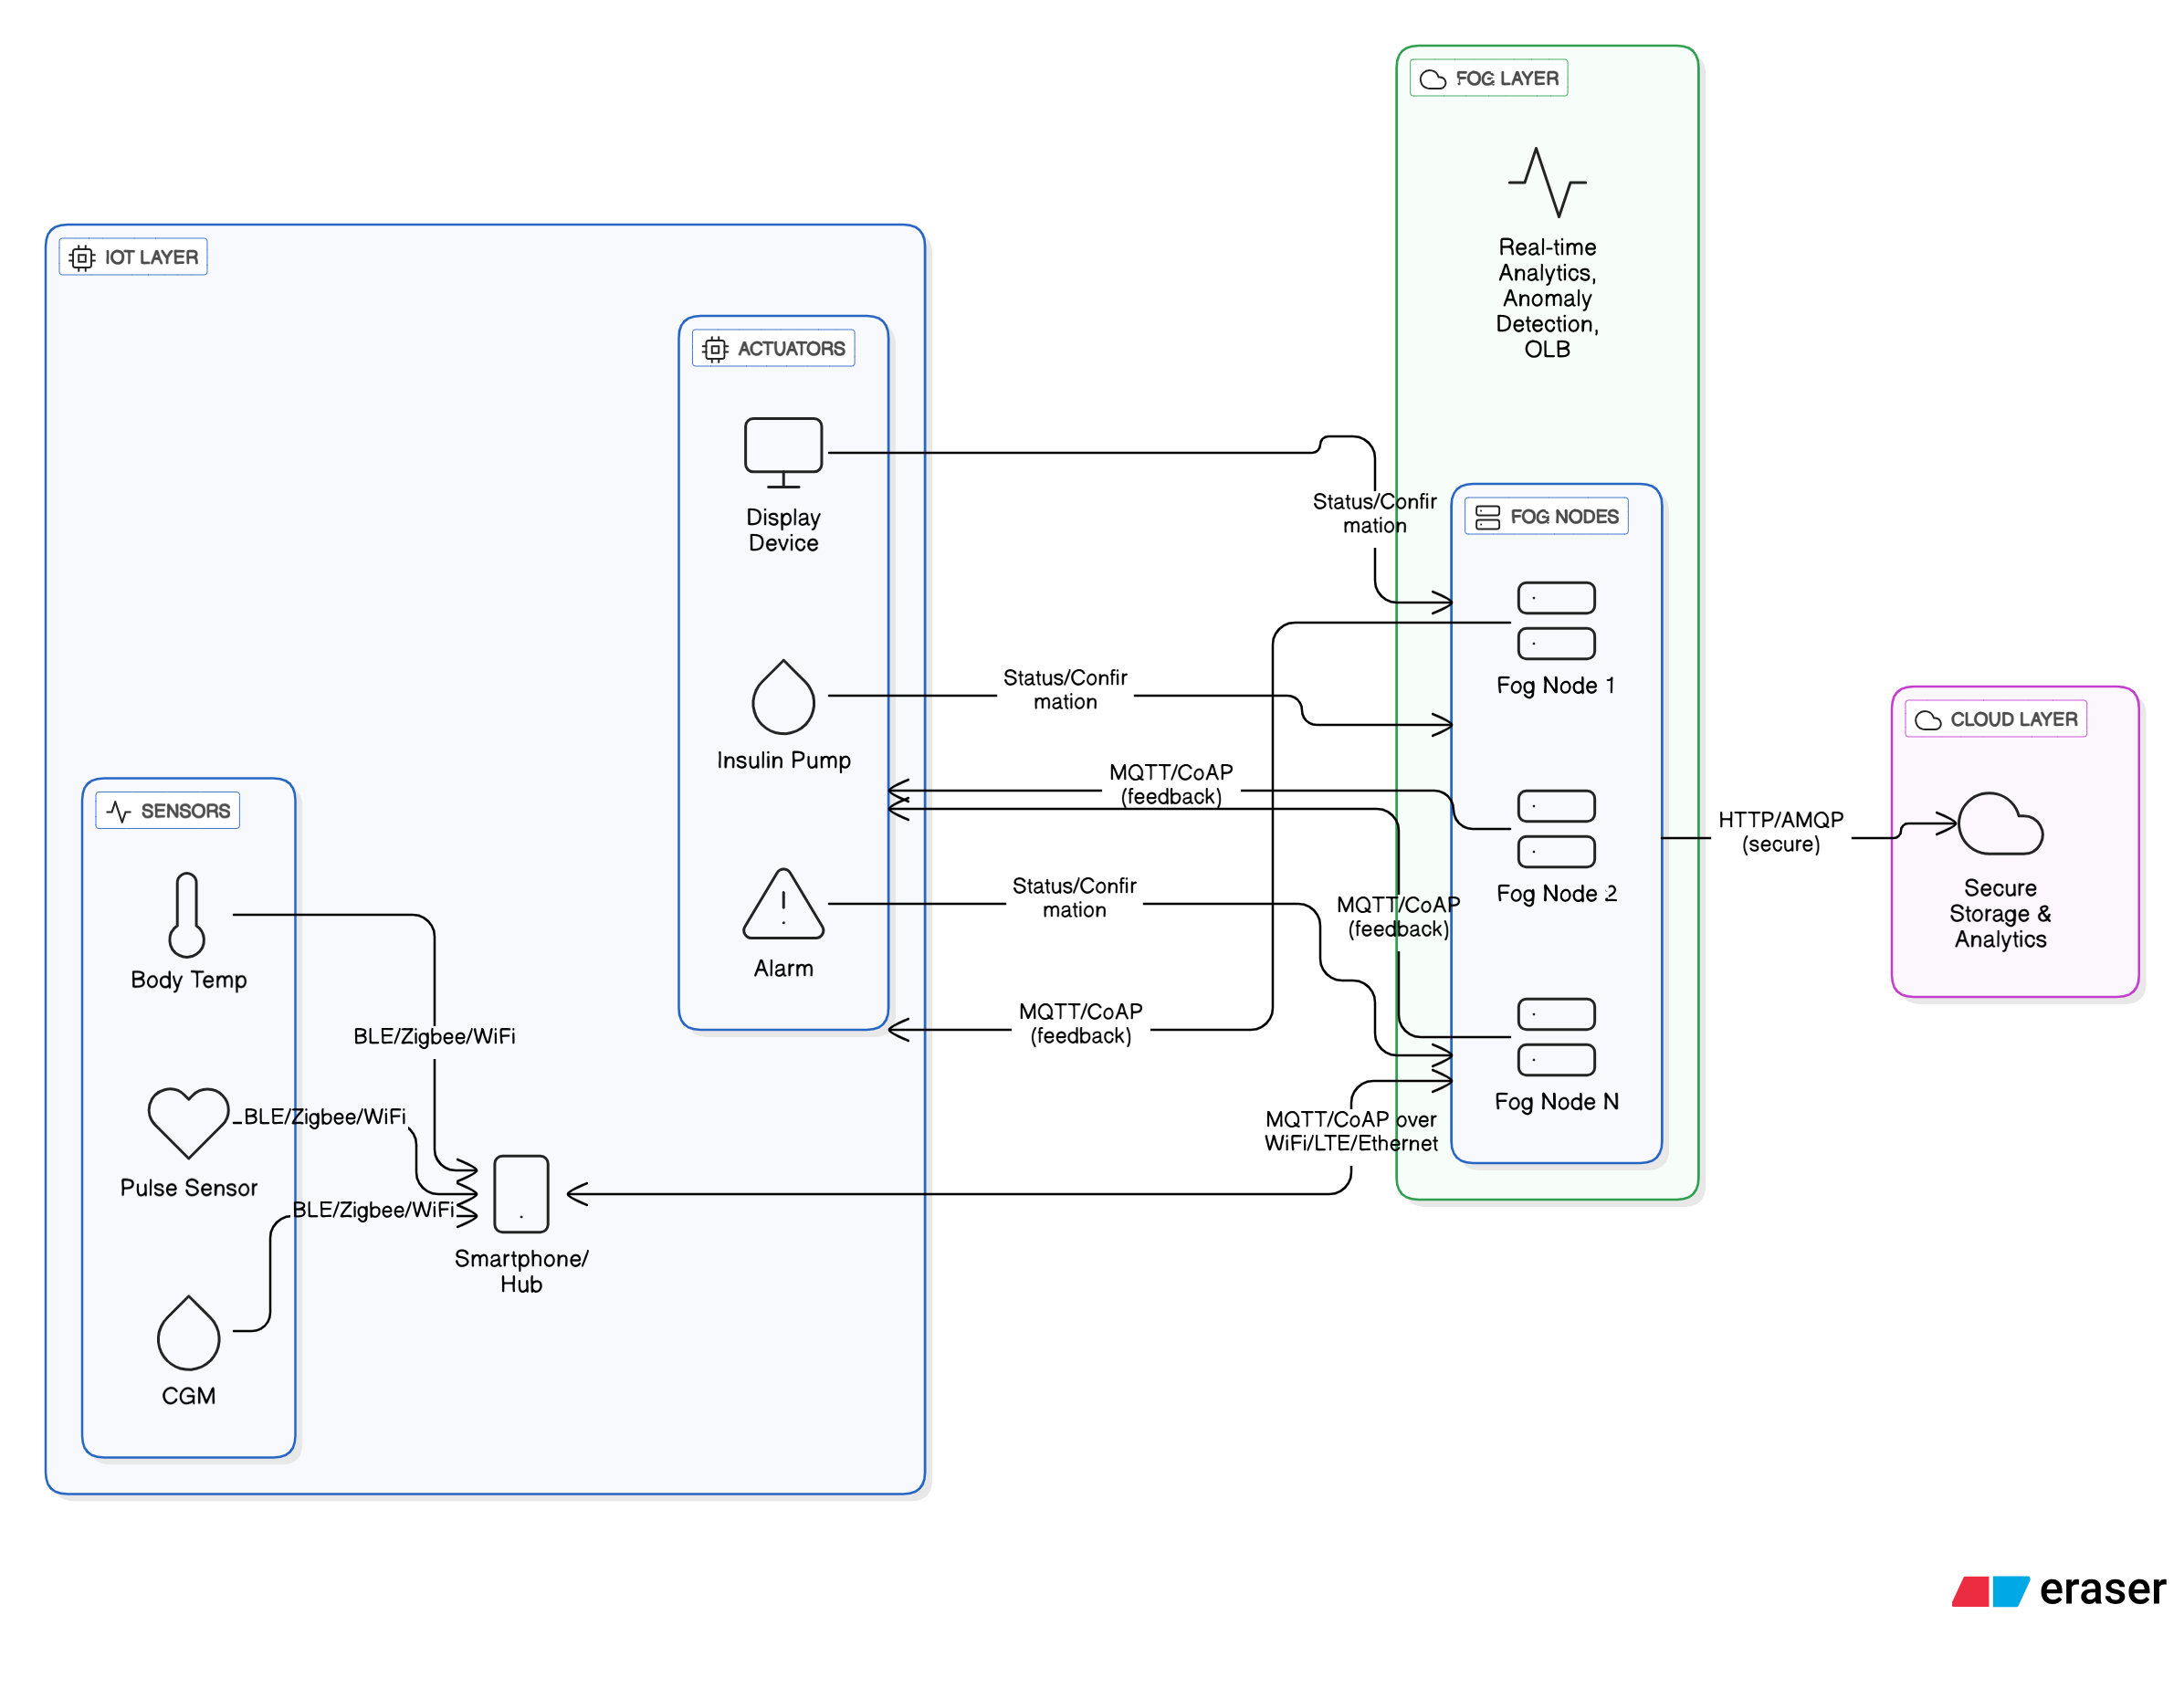 FOG LAYER
Real-time
Analytics,
Anomaly
Detection,
OLB
IOT LAYER
ACTUATORS
Display
Device
Status/Confir
mation
FOG NODES
Fog Node 1
Status/Confir
mation
Insulin Pump
MQTT/CoAP
(feedback)
CLOUD LAYER
SENSORS
HTTP/AMQP
(secure)
Status/Confir
mation
MQTT/CoAP
(feedback)
Fog Node 2
Secure
Storage &
Analytics
Body Temp
Alarm
BLE/Zigbee/WiFi
MQTT/CoAP
(feedback)
Fog Node N
BLE/Zigbee/WiFi
MQTT/CoAP over
WiFi/LTE/Ethernet
Pulse Sensor
BLE/Zigbee/WiFi
Smartphone/
Hub
CGM
eraser